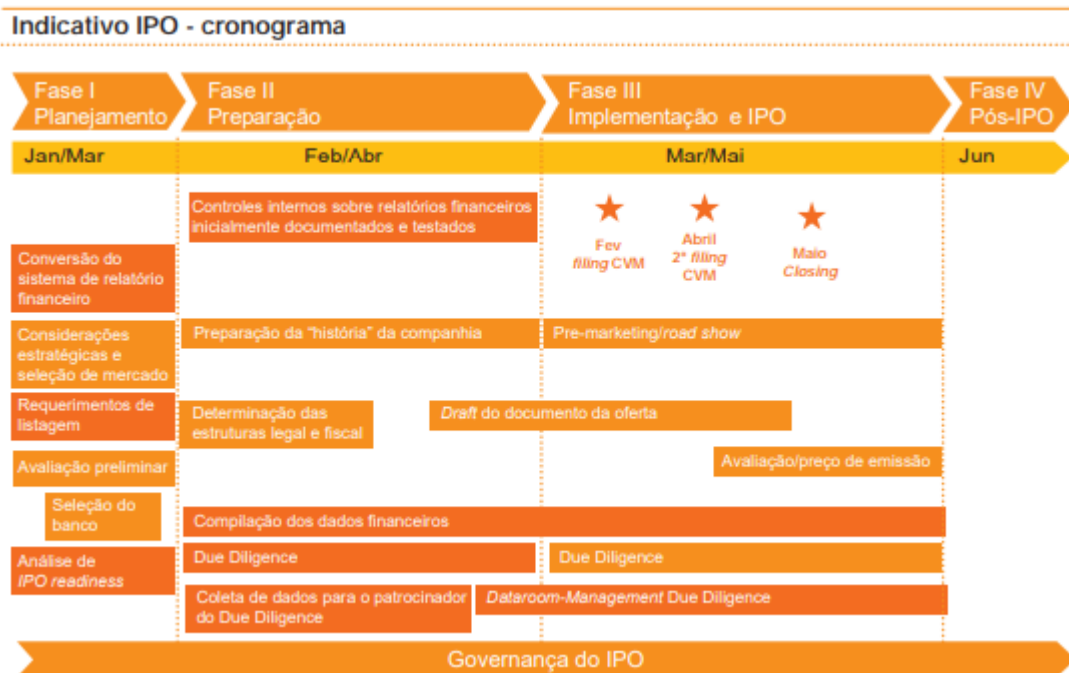 Indicativo IPO - cronograma
Fase I
Planejamento
Fase II
Preparação
Fase III
Implementação e IPO
Fase IV
Pós-IPO
Jan/Mar
Feb/Abr
Mar/Mai
Jun
Controles internos sobre relatórios financeiros
inicialmente documentados e testados
Fev
filling CVM
Abril
2ª filing
CVM
Maio
Closing
Conversão do
sistema de relatório
financeiro
Considerações
estratégicas e
seleção de mercado
Preparação da “história” da companhia
Pre-marketing/road show
Requerimentos de
listagem
Determinação das
estruturas legal e fiscal
Draft do documento da oferta
Avaliação preliminar
Avaliação/preço de emissão
Seleção do
banco
Compilação dos dados financeiros
Análise de
IPO readiness
Due Diligence
Due Diligence
Coleta de dados para o patrocinador
do Due Diligence
Dataroom-Management Due Diligence
Governança do IPO